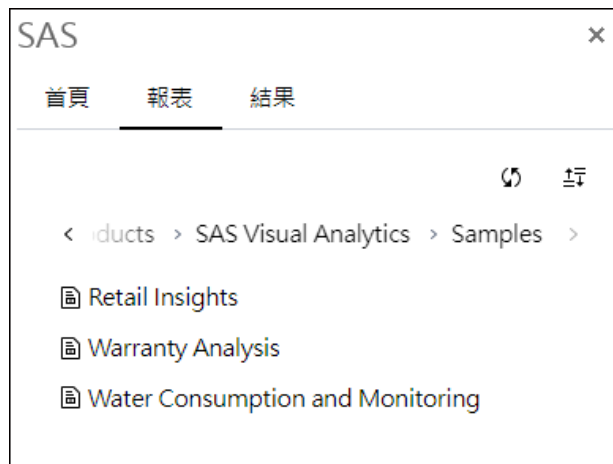 SAS
首頁 報表 結果
ducts > SAS Visual Analytics > Samples
Retail Insights
Warranty Analysis
Water Consumption and Monitoring